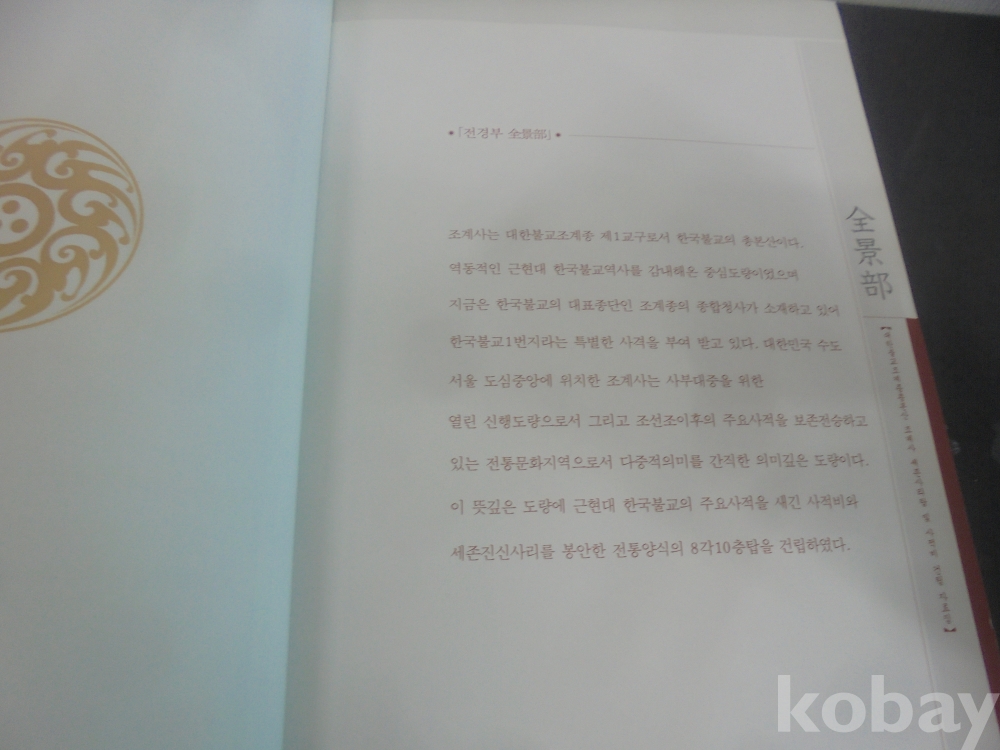 「전경부 全景部」
조계사는 대한불교조계종 제1교구로서 한국불교의 총본산이다.
역동적인 근현대 한국불교역사를 감내해온 중심도량이었으며
지금은 한국불교의 대표종단인 조계종의 종합청사가 소재하고 있어
한국불교1번지라는 특별한 사격을 부여 받고 있다. 대한민국 수도
서울 도심중앙에 위치한 조계사는 사부대중을 위한
열린 신행도량으로서 그리고 조선조이후의 주요사적을 보존전승하고
있는 전통문화지역으로서 다중적의미를 간직한 의미깊은 도량이다.
이 뜻깊은 도량에 근현대 한국불교의 주요사적을 새긴 사적비와
세존진신사리를 봉안한 전통양식의 8각10층탑을 건립하였다.
全景部
kobay